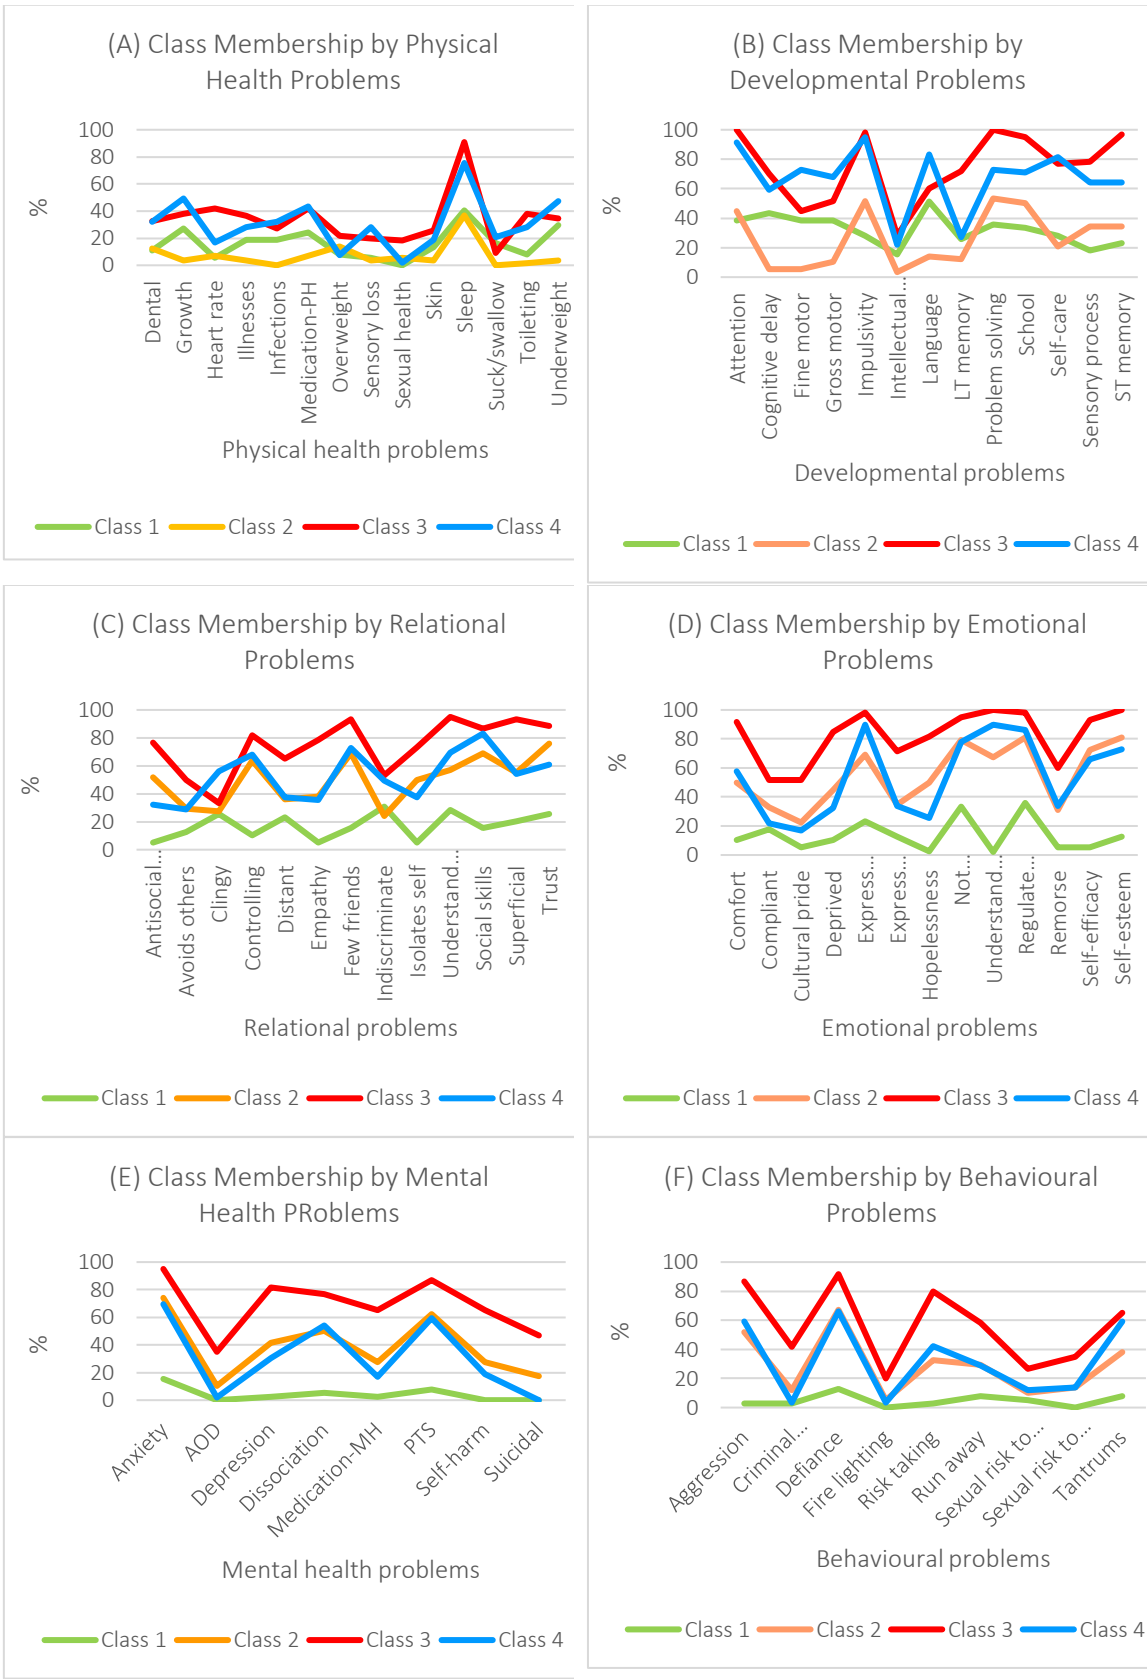 (A) Class Membership by Physical
Health Problems
100
80
60
40
20
0
%
Dental
Growth
Heart rate
Illnesses
Infections
Medication-PH
Overweight
Sensory loss
Sexual health
Skin
Sleep
Suck/swallow
Toileting
Underweight
Physical health problems
Class 1
Class 2
Class 3
Class 4
(B) Class Membership by
Developmental Problems
100
80
60
40
20
0
%
Attention
Cognitive delay
Fine motor
Gross motor
Impulsivity
Intellectual...
Language
LT memory
Problem solving
School
Self-care
Sensory process
ST memory
Developmental problems
Class 1
Class 2
Class 3
Class 4
(C) Class Membership by Relational
Problems
100
80
60
40
20
0
%
Antisocial...
Avoids others
Clingy
Controlling
Distant
Empathy
Few friends
Indiscriminate
Isolates self
Understand...
Social skills
Superficial
Trust
Relational problems
Class 1
Class 2
Class 3
Class 4
(D) Class Membership by Emotional
Problems
100
80
60
40
20
0
%
Comfort
Compliant
Cultural pride
Deprived
Express...
Express...
Hopelessness
Not...
Understand...
Regulate...
Remorse
Self-efficacy
Self-esteem
Emotional problems
Class 1
Class 2
Class 3
Class 4
(E) Class Membership by Mental
Health PRoblems
100
80
60
40
20
0
%
Anxiety
AOD
Depression
Dissociation
Medication-MH
PTS
Self-harm
Suicidal
Mental health problems
Class 1
Class 2
Class 3
Class 4
(F) Class Membership by Behavioural
Problems
100
80
60
40
20
0
%
Aggression
Criminal...
Defiance
Fire lighting
Risk taking
Run away
Sexual risk to...
Sexual risk to...
Tantrums
Behavioural problems
Class 1
Class 2
Class 3
Class 4